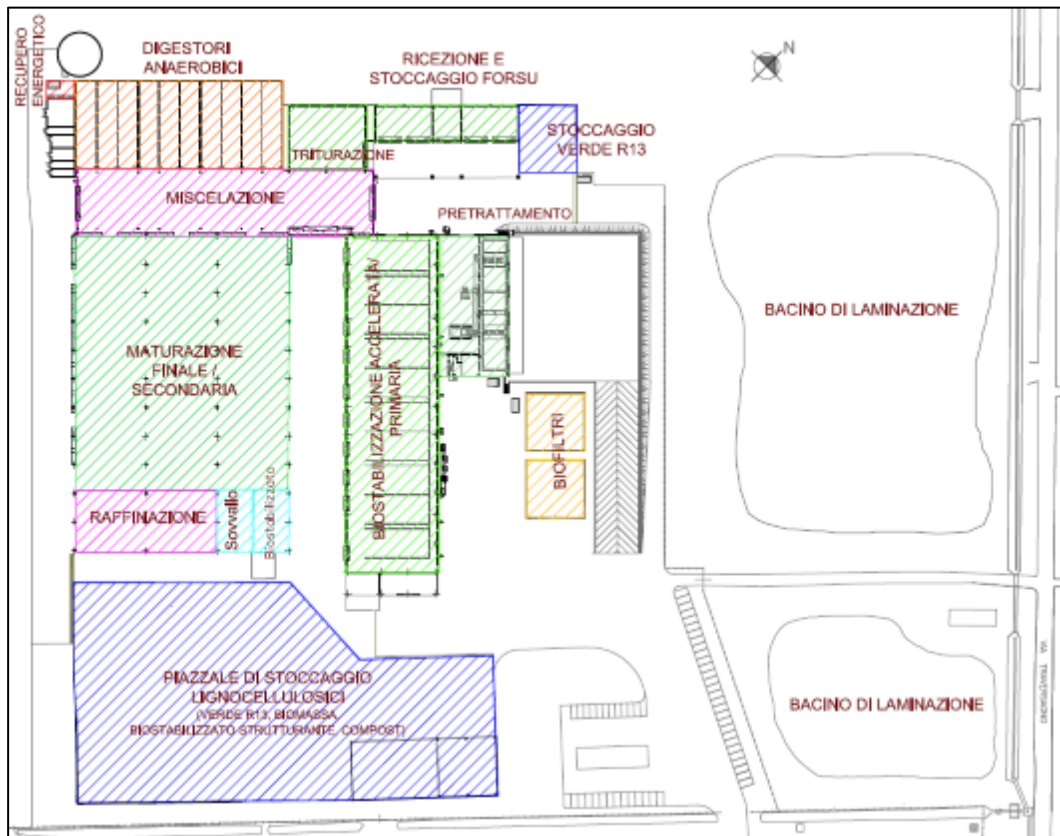 RECUPERO
ENERGETICO
DIGESTORI
ANAEROBICI
RICEZIONE E
STOCCAGGIO FORSU
N
STOCCAGGIO
VERDE R13
TRITURAZIONE
MISCELAZIONE
PRETRATTAMENTO
BIOSTABILIZZAZIONE ACCELERATA/
PRIMARIA
MATURAZIONE
FINALE /
SECONDARIA
BACINO DI LAMINAZIONE
BIOFILTRI
RAFFINAZIONE
Sovvallo
Biostabilizzato
PIAZZALE DI STOCCAGGIO
LIGNOCELLULOSICI
(VERDE R13, BIOMASSA
BIOSTABILIZZATO STRUTTURANTE, COMPOST)
BACINO DI LAMINAZIONE
VIA